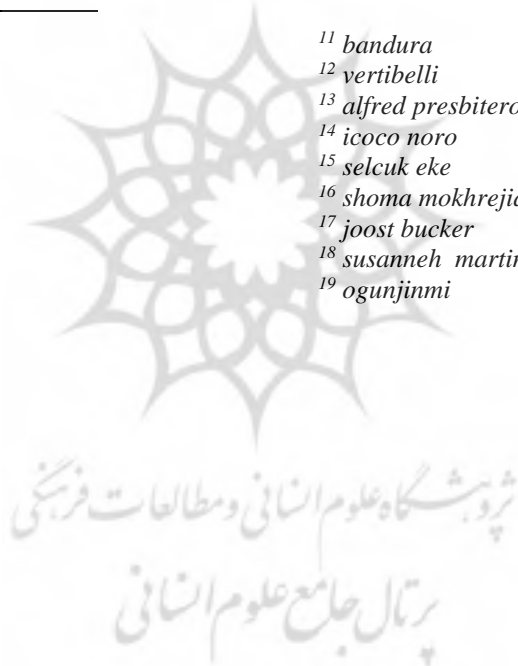 11 bandura
12 vertibelli
13 alfred presbitero
14 icoco noro
15 selcuk eke
16 shoma mokhrejic
17 joost bucker
18 susanneh martin
19 ogunjinmi
پژوهشگاه علوم انسانی و مطالعات فرهنگی
پرتال جامع علوم انسانی